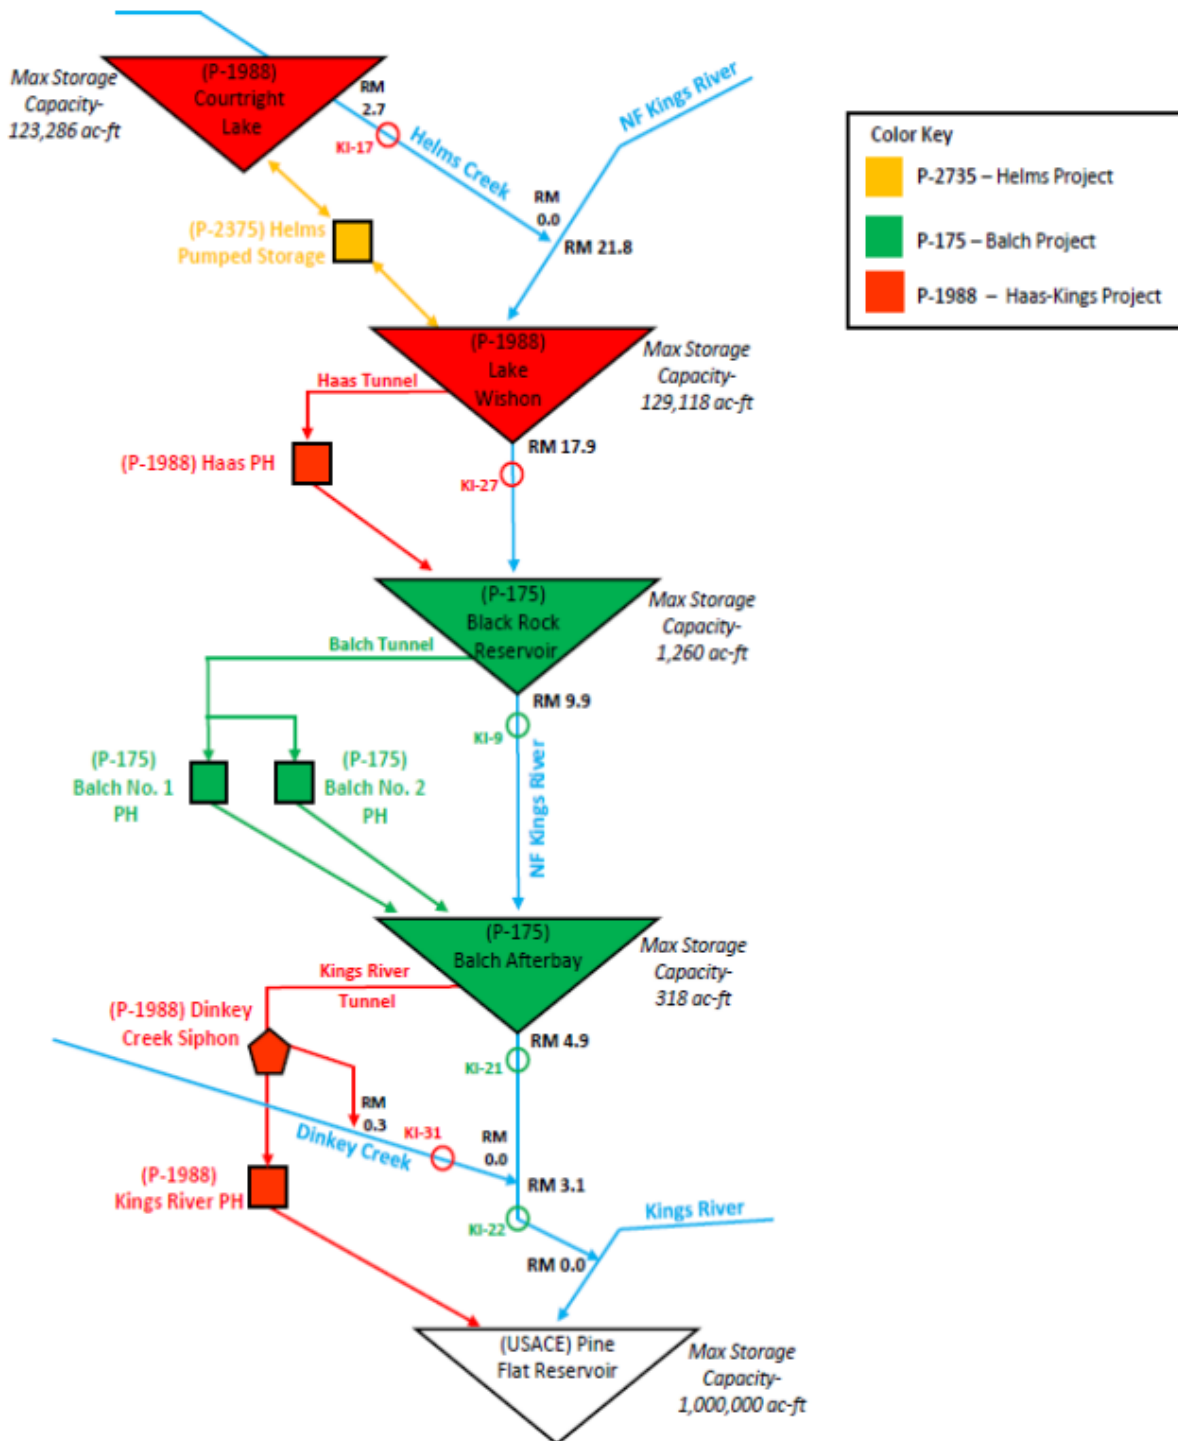 (P-1988)
Courtright
Lake
Max Storage
Capacity-
123,286 ac-ft
RM
2.7
KI-17
Helms Creek
NF Kings River
RM
0.0
RM 21.8
Color Key
P-2735 – Helms Project
P-175 – Balch Project
P-1988 – Haas-Kings Project
(P-2375) Helms
Pumped Storage
(P-1988)
Lake
Wishon
Max Storage
Capacity-
129,118 ac-ft
Haas Tunnel
RM 17.9
(P-1988) Haas PH
KI-27
(P-175)
Black Rock
Reservoir
Max Storage
Capacity-
1,260 ac-ft
Balch Tunnel
RM 9.9
KI-9
NF Kings River
(P-175)
Balch No. 1
PH
(P-175)
Balch No. 2
PH
(P-175)
Balch Afterbay
Max Storage
Capacity-
318 ac-ft
Kings River
Tunnel
(P-1988) Dinkey
Creek Siphon
RM 4.9
KI-21
RM
0.3
Dinkey Creek
KI-31
RM
0.0
RM 3.1
(P-1988)
Kings River PH
KI-22
Kings River
RM 0.0
(USACE) Pine
Flat Reservoir
Max Storage
Capacity-
1,000,000 ac-ft